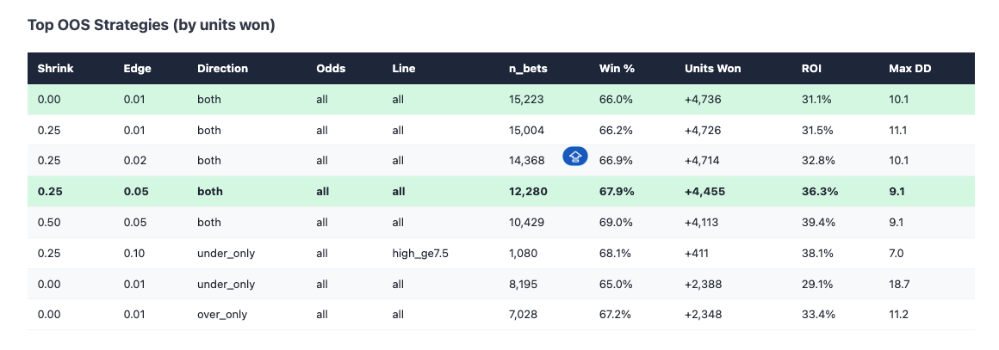 Top OOS Strategies (by units won)
Shrink Edge Direction Odds Line n_bets Win % Units Won ROI Max DD
0.00 0.01 both all all 15,223 66.0% +4,736 31.1% 10.1
0.25 0.01 both all all 15,004 66.2% +4,726 31.5% 11.1
0.25 0.02 both all all 14,368 66.9% +4,714 32.8% 10.1
0.25 0.05 both all all 12,280 67.9% +4,455 36.3% 9.1
0.50 0.05 both all all 10,429 69.0% +4,113 39.4% 9.1
0.25 0.10 under_only all high_ge7.5 1,080 68.1% +411 38.1% 7.0
0.00 0.01 under_only all all 8,195 65.0% +2,388 29.1% 18.7
0.00 0.01 over_only all all 7,028 67.2% +2,348 33.4% 11.2